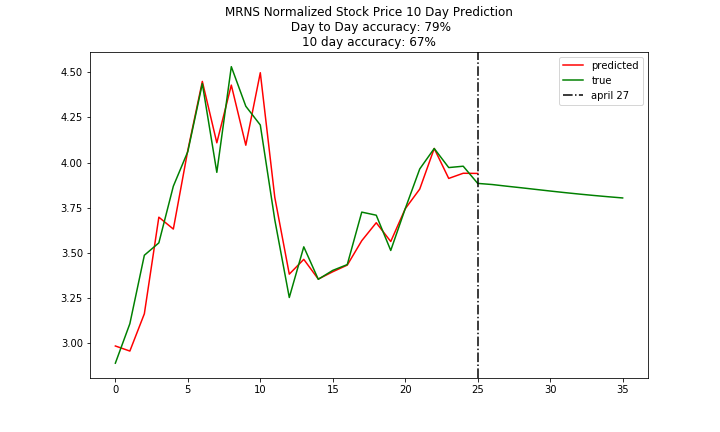 MRNS Normalized Stock Price 10 Day Prediction
Day to Day accuracy: 79%
10 day accuracy: 67%
predicted
true
april 27
4.50
4.25
4.00
3.75
3.50
3.25
3.00
0 5 10 15 20 25 30 35